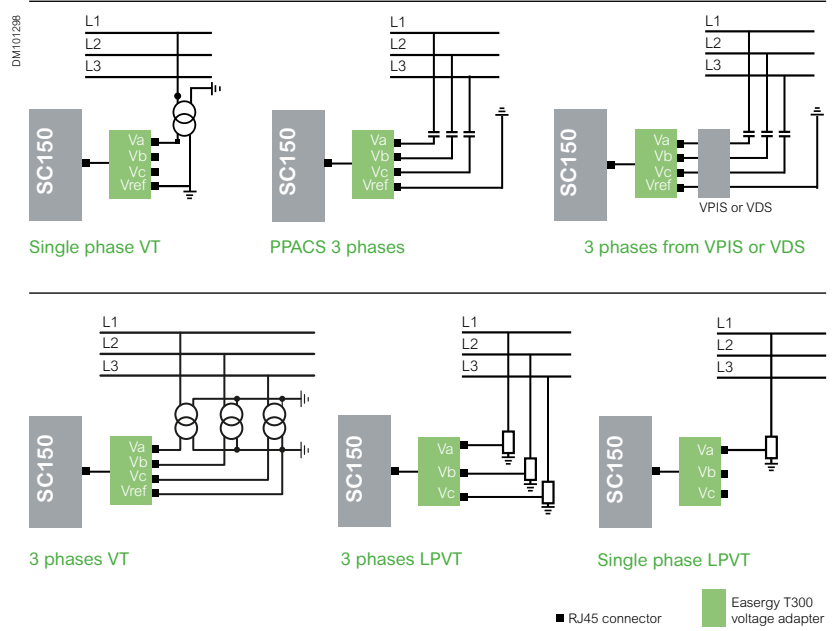 DM101298
L1
L2
L3
SC150
Va
Vb
Vc
Vref
Single phase VT
L1
L2
L3
SC150
Va
Vb
Vc
Vref
PPACS 3 phases
L1
L2
L3
SC150
Va
Vb
Vc
Vref
VPIS or VDS
3 phases from VPIS or VDS
L1
L2
L3
SC150
Va
Vb
Vc
Vref
3 phases VT
L1
L2
L3
SC150
Va
Vb
Vc
3 phases LPVT
L1
L2
L3
SC150
Va
Vb
Vc
Single phase LPVT
RJ45 connector
Easergy T300
voltage adapter